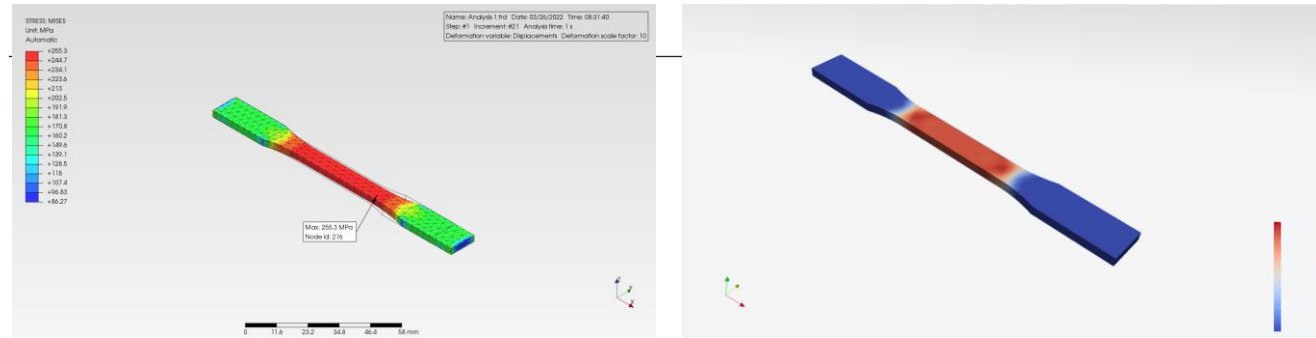 STRESS: MISES
Unit: MPa
Automatic
+255.3
+244.7
+234.1
+223.6
+213
+202.5
+191.9
+181.3
+170.8
+160.2
+149.6
+139.1
+128.5
+118
+107.4
+96.83
+86.27
Name: Analysis-1.frd Date: 03/26/2022 Time: 08:31:40
Step: #1 Increment: #21 Analysis time: 1 s
Deformation variable: Displacements Deformation scale factor: 10
Max: 255.3 MPa
Node id: 216
Z
Y
X
0 11.6 23.2 34.8 46.4 58 mm